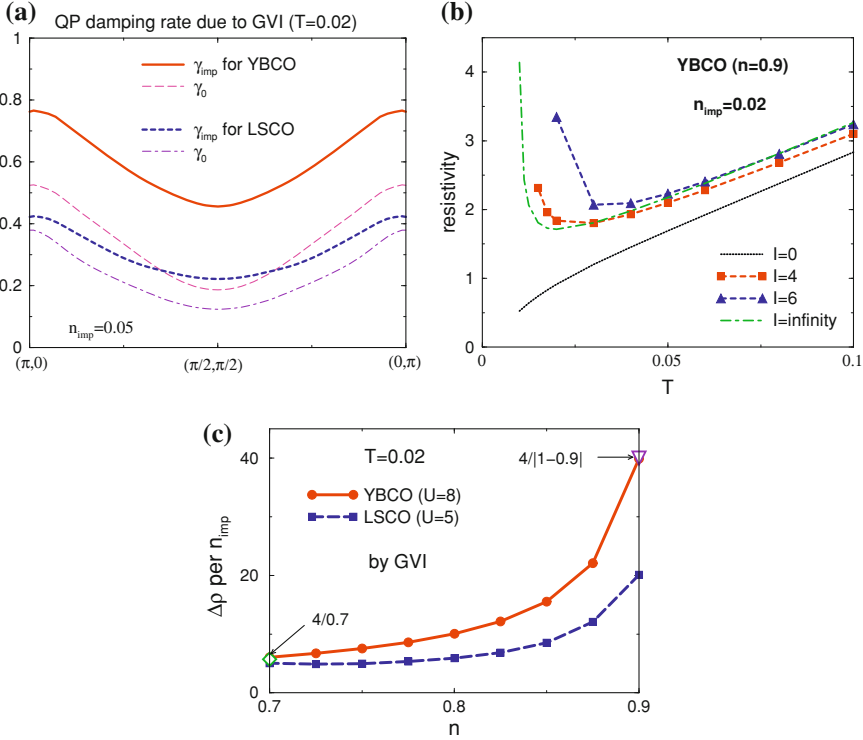 (a)
QP damping rate due to GVI (T=0.02)
1
0.8
0.6
0.4
0.2
0
γimp for YBCO
γ0
γimp for LSCO
γ0
nimp=0.05
(π,0)
(π/2,π/2)
(0,π)
(b)
YBCO (n=0.9)
nimp=0.02
resistivity
4
3
2
1
0
I=0
I=4
I=6
I=infinity
0
0.05
0.1
T
(c)
T=0.02
4/|1−0.9|
YBCO (U=8)
LSCO (U=5)
by GVI
4/0.7
Δρ per nimp
40
20
0
0.7
0.8
0.9
n